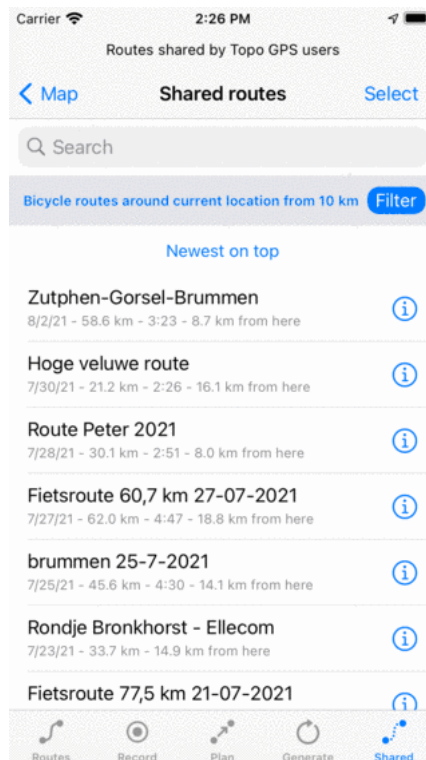 Carrier 2:26 PM
Routes shared by Topo GPS users
Map Shared routes Select
Search
Bicycle routes around current location from 10 km Filter
Newest on top
Zutphen-Gorsel-Brummen
8/2/21 - 58.6 km - 3:23 - 8.7 km from here
Hoge veluwe route
7/30/21 - 21.2 km - 2:26 - 16.1 km from here
Route Peter 2021
7/28/21 - 30.1 km - 2:51 - 8.0 km from here
Fietsroute 60,7 km 27-07-2021
7/27/21 - 62.0 km - 4:47 - 18.8 km from here
brummen 25-7-2021
7/25/21 - 45.6 km - 4:30 - 14.1 km from here
Rondje Bronkhorst - Ellecom
7/23/21 - 33.7 km - 14.9 km from here
Fietsroute 77,5 km 21-07-2021
Routes Record Plan Generate Shared